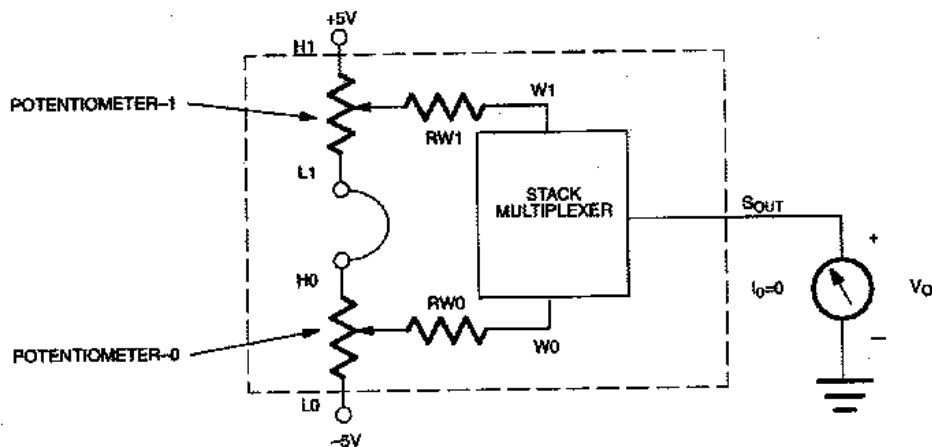 +5V
H1
POTENTIOMETER–1
W1
RW1
L1
STACK
MULTIPLEXER
SOUT
+
H0
IO=0
VO
RW0
W0
–
POTENTIOMETER–0
L0
–5V